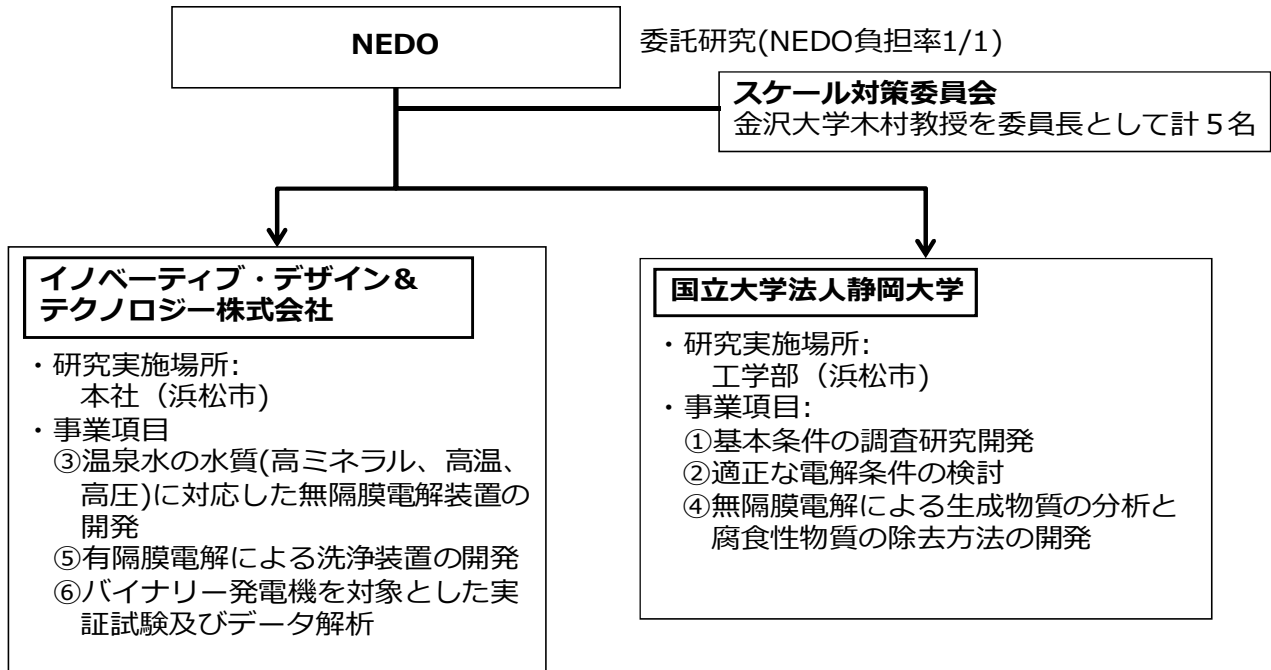 NEDO
委託研究(NEDO負担率1/1)
スケール対策委員会
金沢大学木村教授を委員長として計５名
イノベーティブ・デザイン＆
テクノロジー株式会社
・研究実施場所:
本社（浜松市）
・事業項目
③温泉水の水質(高ミネラル、高温、
高圧)に対応した無隔膜電解装置の
開発
⑤有隔膜電解による洗浄装置の開発
⑥バイナリー発電機を対象とした実
証試験及びデータ解析
国立大学法人静岡大学
・研究実施場所:
工学部（浜松市）
・事業項目:
①基本条件の調査研究開発
②適正な電解条件の検討
④無隔膜電解による生成物質の分析と
腐食性物質の除去方法の開発